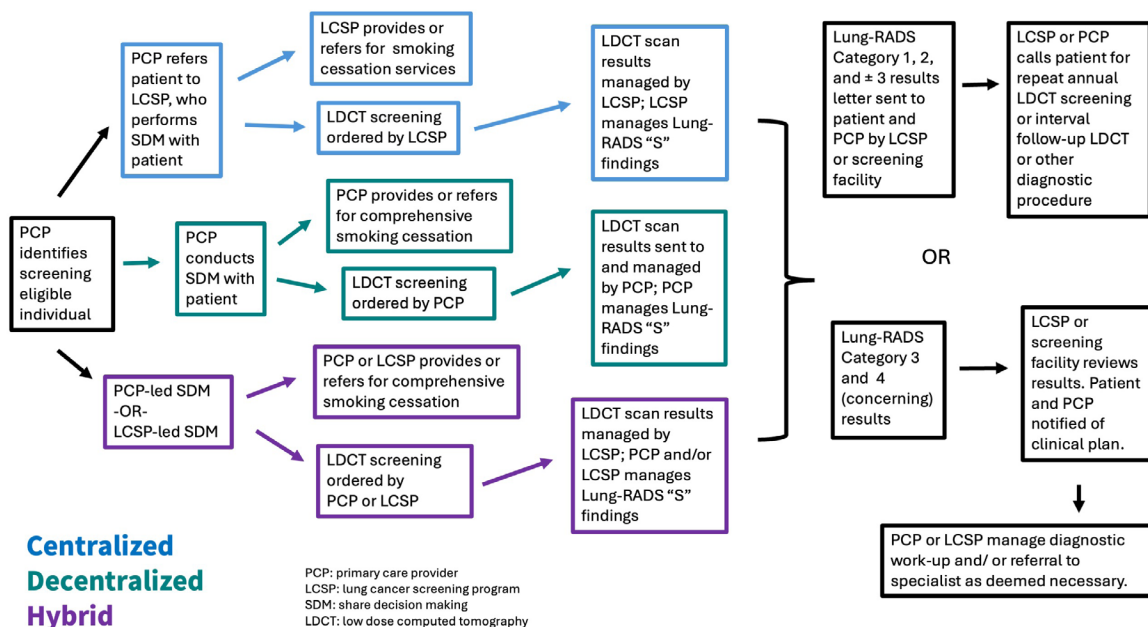 PCP
identifies
screening
eligible
individual
PCP refers
patient to
LCSP, who
performs
SDM with
patient
LCSP provides or
refers for smoking
cessation services
LDCT screening
ordered by LCSP
LDCT scan
results
managed by
LCSP; LCSP
manages Lung-
RADS “S”
findings
PCP
conducts
SDM with
patient
PCP provides or refers
for comprehensive
smoking cessation
LDCT screening
ordered by PCP
LDCT scan
results sent to
and managed
by PCP; PCP
manages Lung-
RADS “S”
findings
PCP-led SDM
-OR-
LCSP-led SDM
PCP or LCSP provides or
refers for comprehensive
smoking cessation
LDCT screening
ordered by
PCP or LCSP
LDCT scan results
managed by
LCSP; PCP and/or
LCSP manages
Lung-RADS “S”
findings
Lung-RADS
Category 1, 2,
and ± 3 results
letter sent to
patient and
PCP by LCSP
or screening
facility
LCSP or PCP
calls patient for
repeat annual
LDCT screening
or interval
follow-up LDCT
or other
diagnostic
procedure
OR
Lung-RADS
Category 3
and 4
(concerning)
results
LCSP or
screening
facility reviews
results. Patient
and PCP
notified of
clinical plan.
PCP or LCSP manage diagnostic
work-up and/ or referral to
specialist as deemed necessary.
Centralized
Decentralized
Hybrid
PCP: primary care provider
LCSP: lung cancer screening program
SDM: share decision making
LDCT: low dose computed tomography